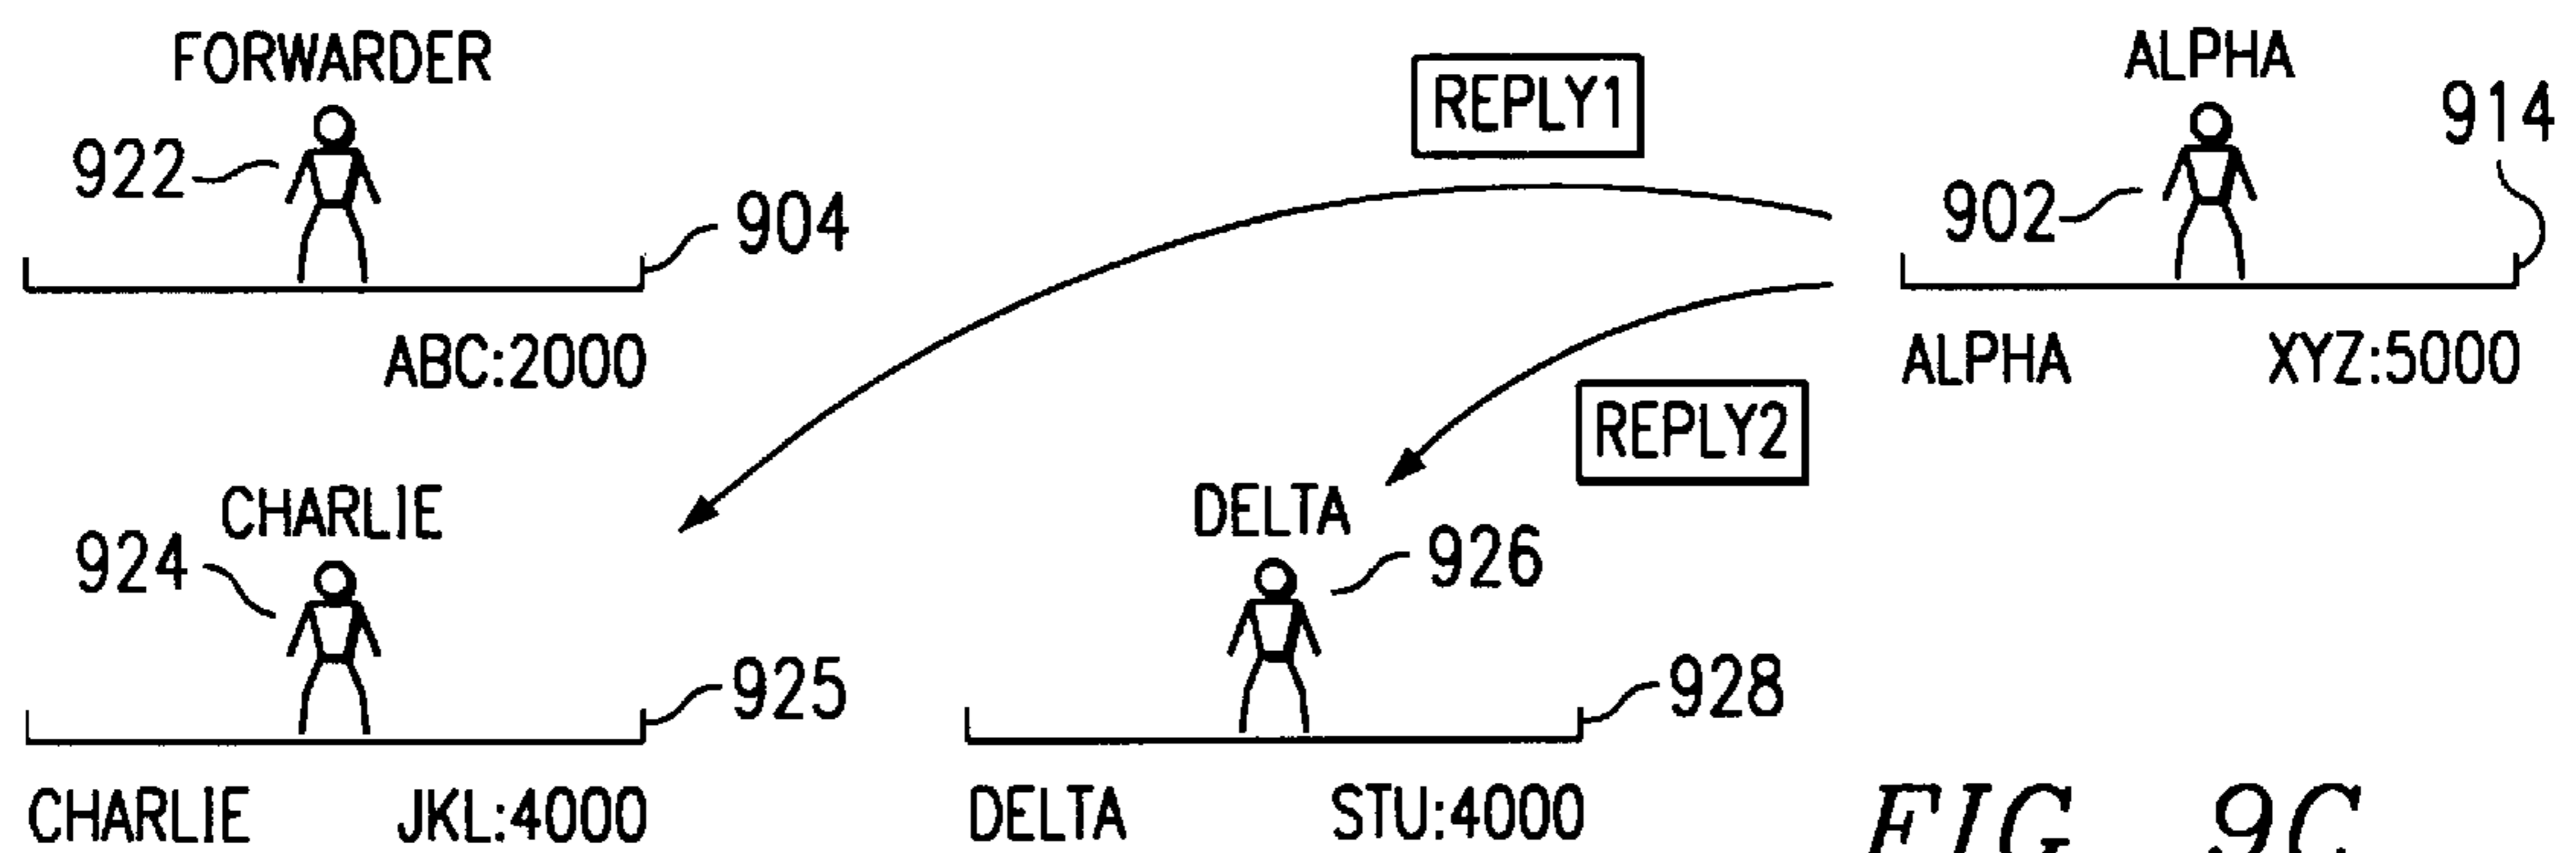 FORWARDER
922
904
ABC:2000
REPLY1
ALPHA
902
914
ALPHA XYZ:5000
REPLY2
CHARLIE
924
925
CHARLIE JKL:4000
DELTA
926
928
DELTA STU:4000
FIG. 9C